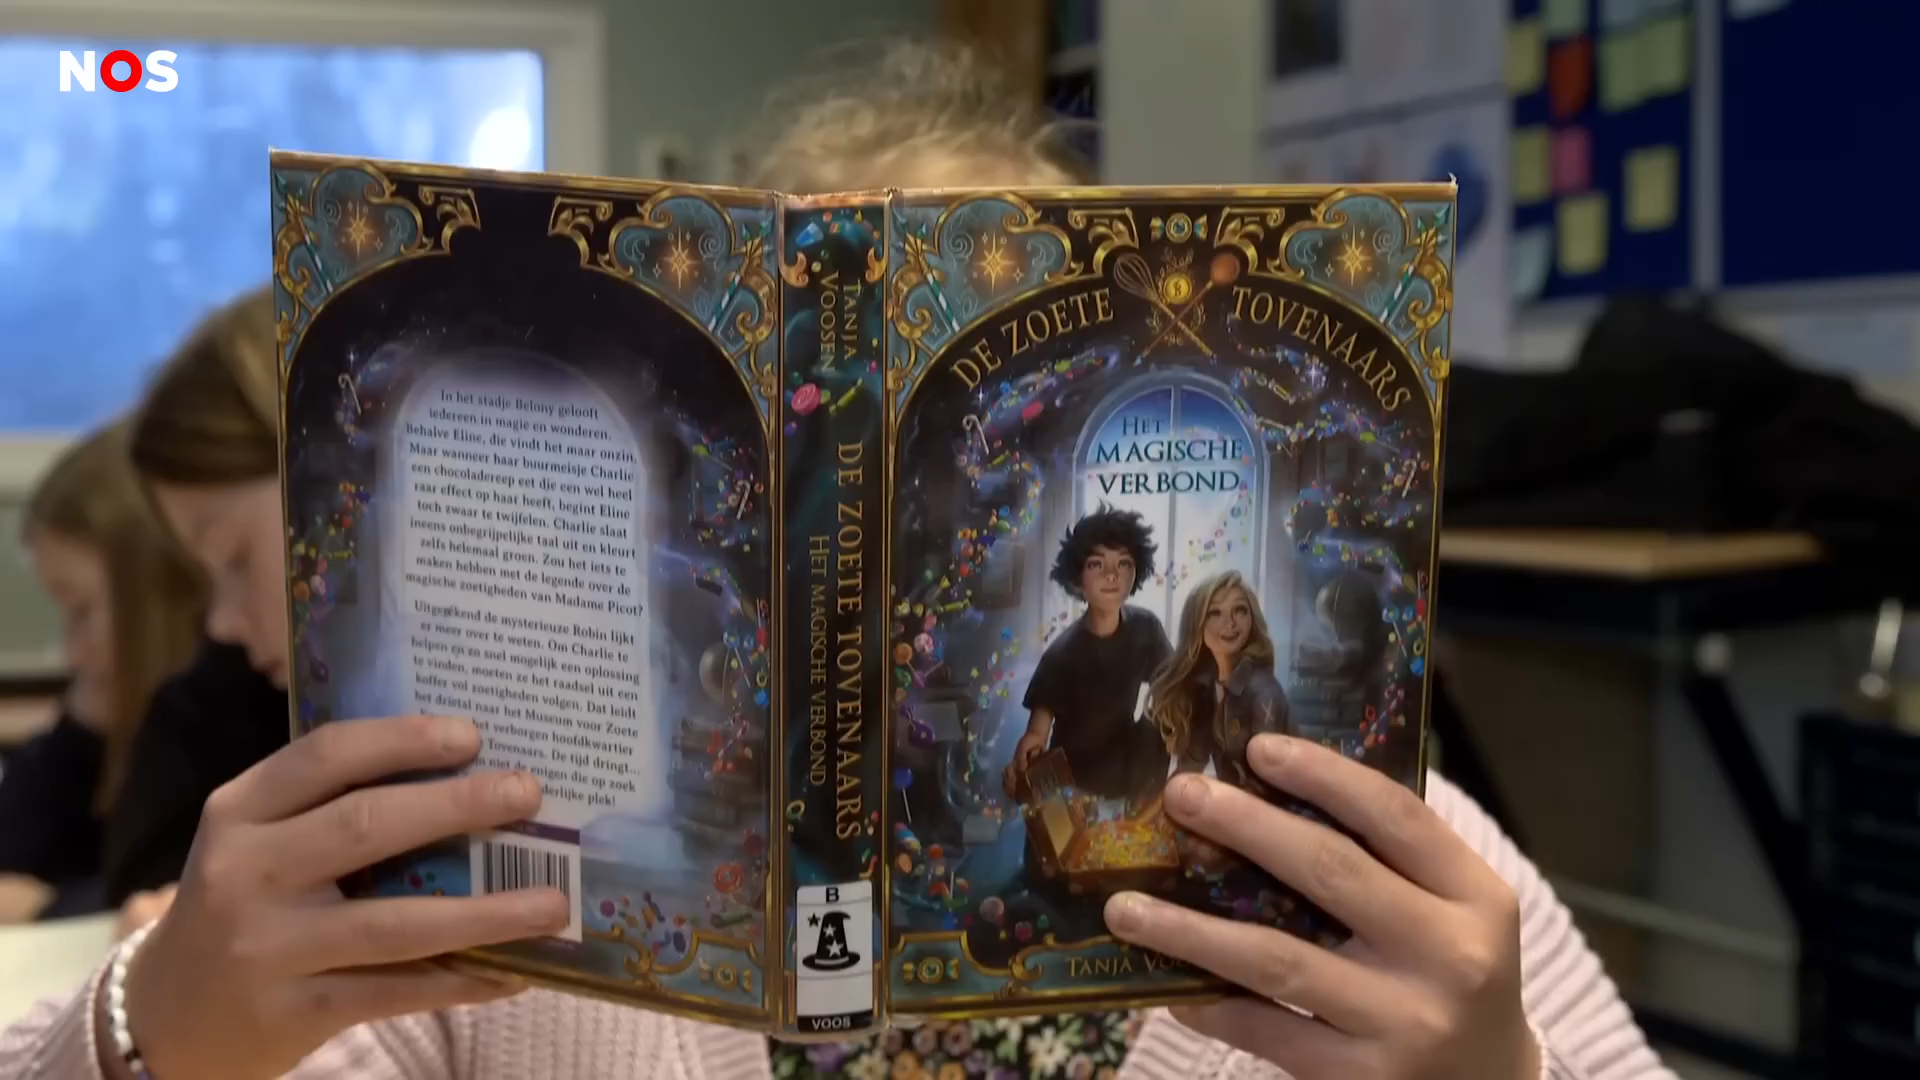 NOS
In het stadje Belony gelooft
iedereen in magie en wonderen.
Behalve Eline, die vindt het maar onzin.
Maar wanneer haar buurmeisje Charlie
een chocoladereep eet die een wel heel
raar effect op haar heeft, begint Eline
toch zwaar te twijfelen. Charlie slaat
ineens onbegrijpelijke taal uit en kleurt
zelfs helemaal groen. Zou het iets te
maken hebben met de legende over de
magische zoetigheden van Madame Picot?
Uitgerekend de mysterieuze Robin lijkt
er meer over te weten. Om Charlie te
helpen en zo snel mogelijk een oplossing
te vinden, moeten ze het raadsel uit een
koffer vol zoetigheden volgen. Dat leidt
het drietal naar het Museum voor Zoete
het verborgen hoofdkwartier
Tovenaars. De tijd dringt...
niet de enigen die op zoek
derlijke plek!
TANJA
VOOSEN
DE ZOETE TOVENAARS
HET MAGISCHE VERBOND
B
VOOS
DE ZOETE TOVENAARS
HET
MAGISCHE
VERBOND
TANJA VO